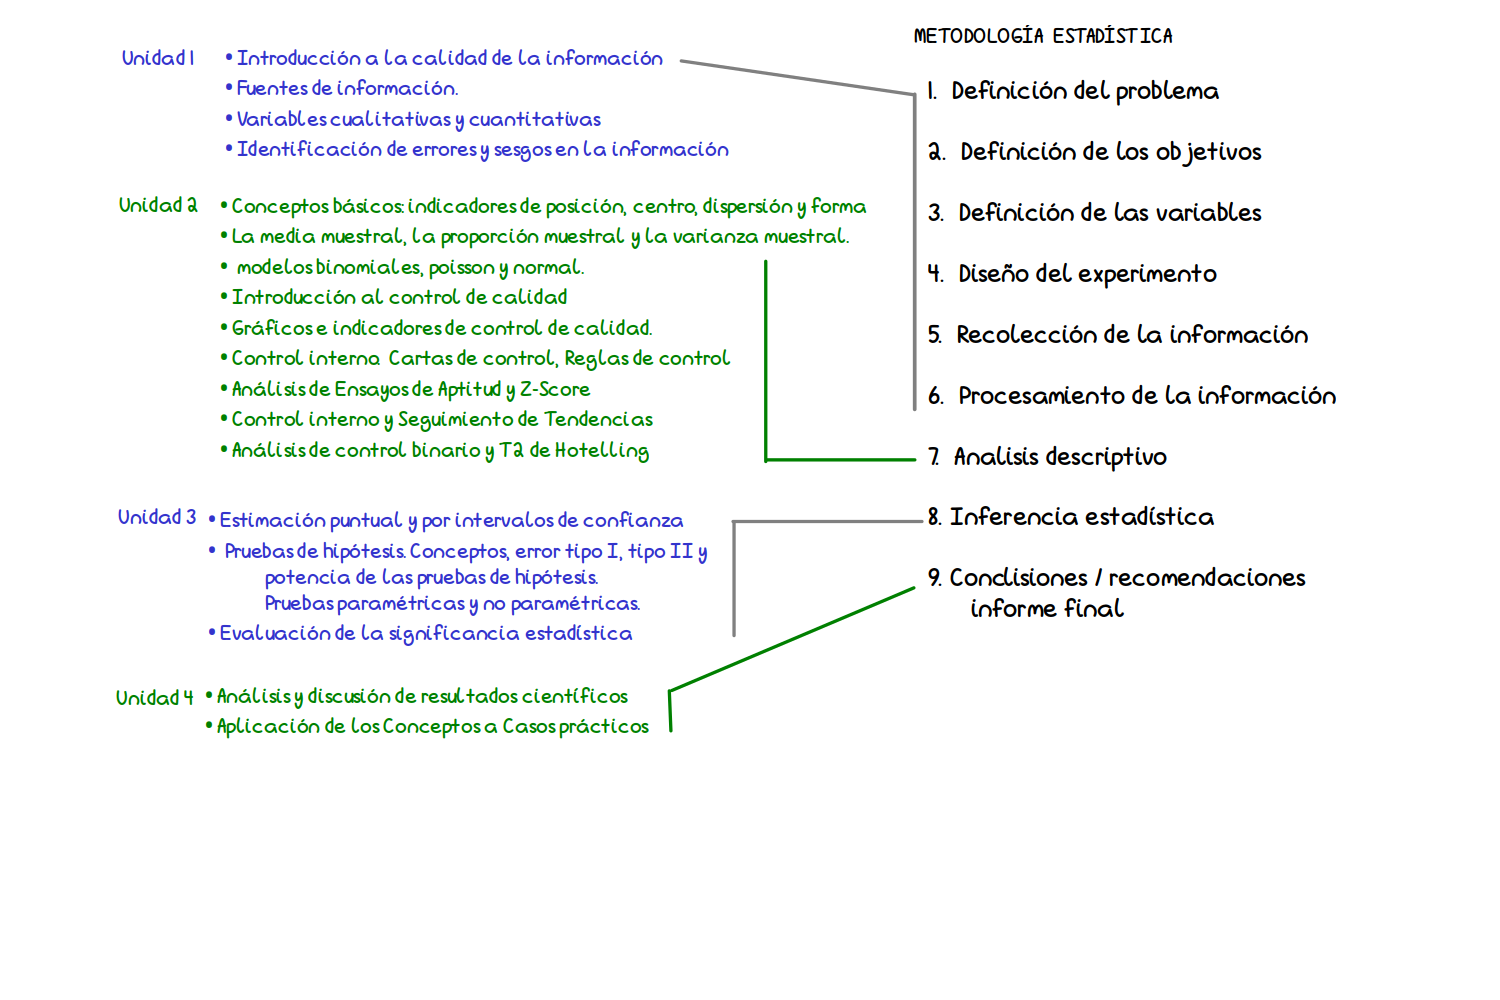 Unidad 1
• Introducción a la calidad de la información
• Fuentes de información.
• Variables cualitativas y cuantitativas
• Identificación de errores y sesgos en la información
Unidad 2
• Conceptos básicos: indicadores de posición, centro, dispersión y forma
• La media muestral, la proporción muestral y la varianza muestral.
• modelos binomiales, poisson y normal.
• Introducción al control de calidad
• Gráficos e indicadores de control de calidad.
• Control interno. Cartas de control, Reglas de control
• Análisis de Ensayos de Aptitud y Z-Score
• Control interno y Seguimiento de Tendencias
• Análisis de control binario y T2 de Hotelling
Unidad 3
• Estimación puntual y por intervalos de confianza
• Pruebas de hipótesis. Conceptos, error tipo I, tipo II y
potencia de las pruebas de hipótesis.
Pruebas paramétricas y no paramétricas.
• Evaluación de la significancia estadística
Unidad 4
• Análisis y discusión de resultados científicos
• Aplicación de los Conceptos a Casos prácticos
METODOLOGÍA ESTADÍSTICA
1. Definición del problema
2. Definición de los objetivos
3. Definición de las variables
4. Diseño del experimento
5. Recolección de la información
6. Procesamiento de la información
7. Analisis descriptivo
8. Inferencia estadística
9. Conclisiones / recomendaciones
informe final